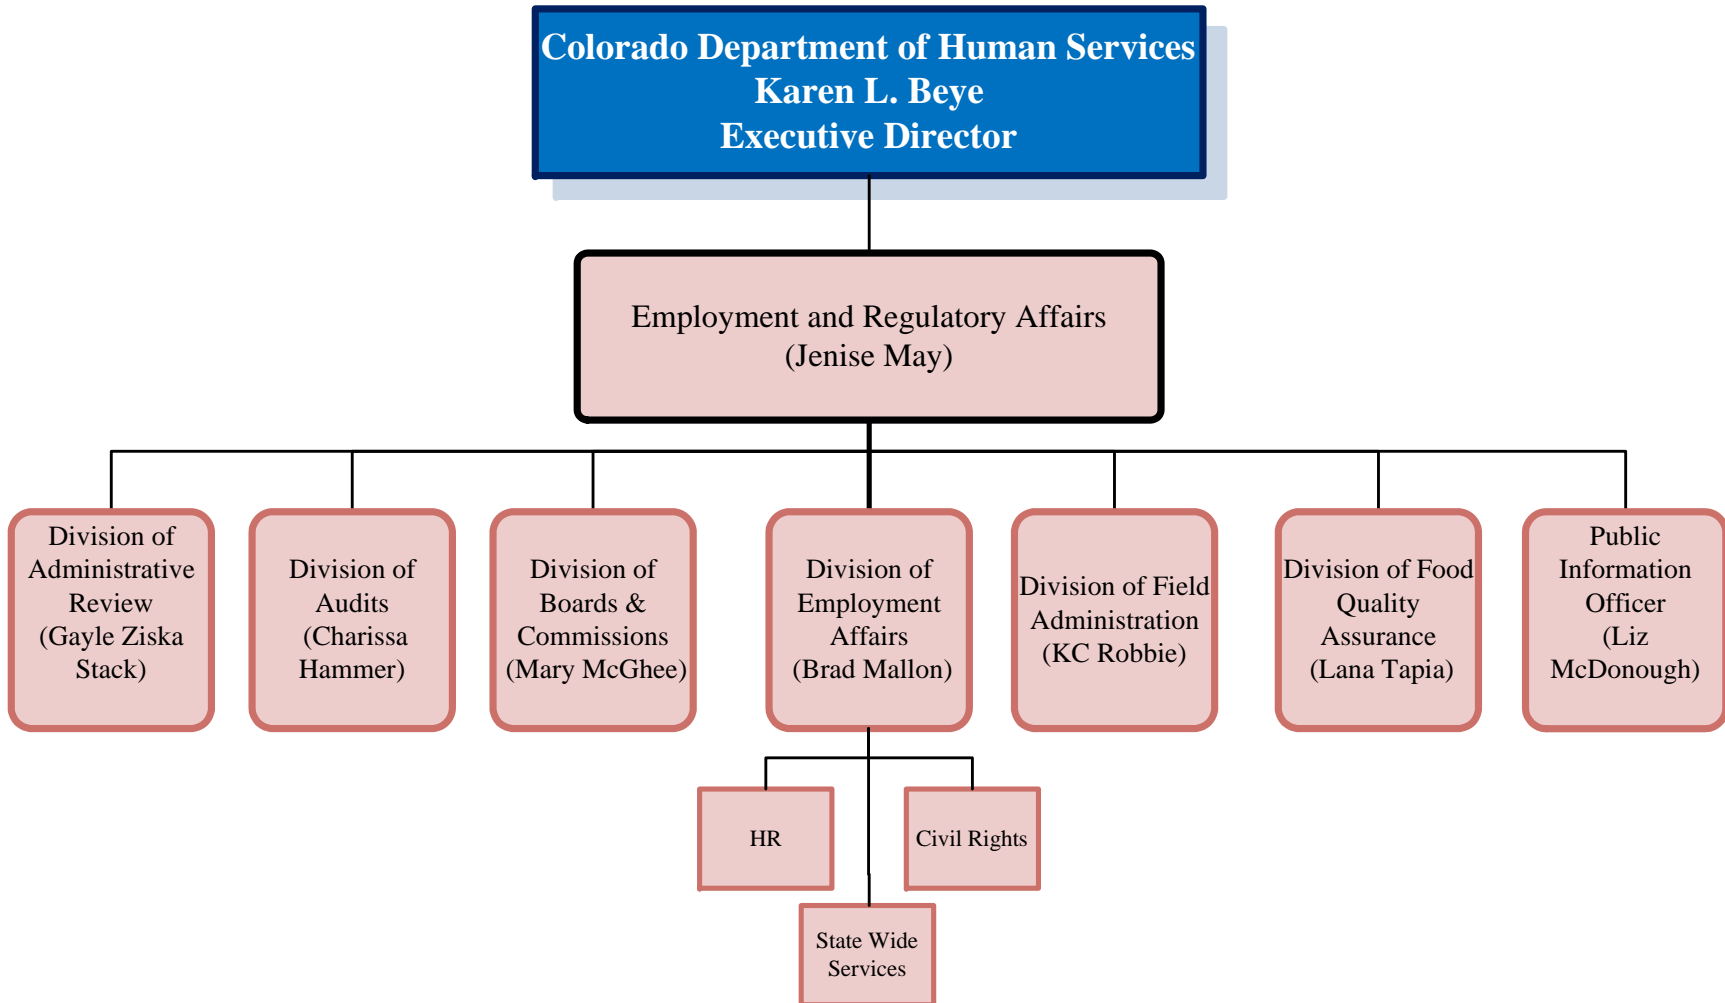 Colorado Department of Human Services
Karen L. Beye
Executive Director
Employment and Regulatory Affairs
(Jenise May)
Division of
Administrative
Review
(Gayle Ziska
Stack)
Division of
Audits
(Charissa
Hammer)
Division of
Boards &
Commissions
(Mary McGhee)
Division of
Employment
Affairs
(Brad Mallon)
Division of Field
Administration
(KC Robbie)
Division of Food
Quality
Assurance
(Lana Tapia)
Public
Information
Officer
(Liz
McDonough)
HR
Civil Rights
State Wide
Services